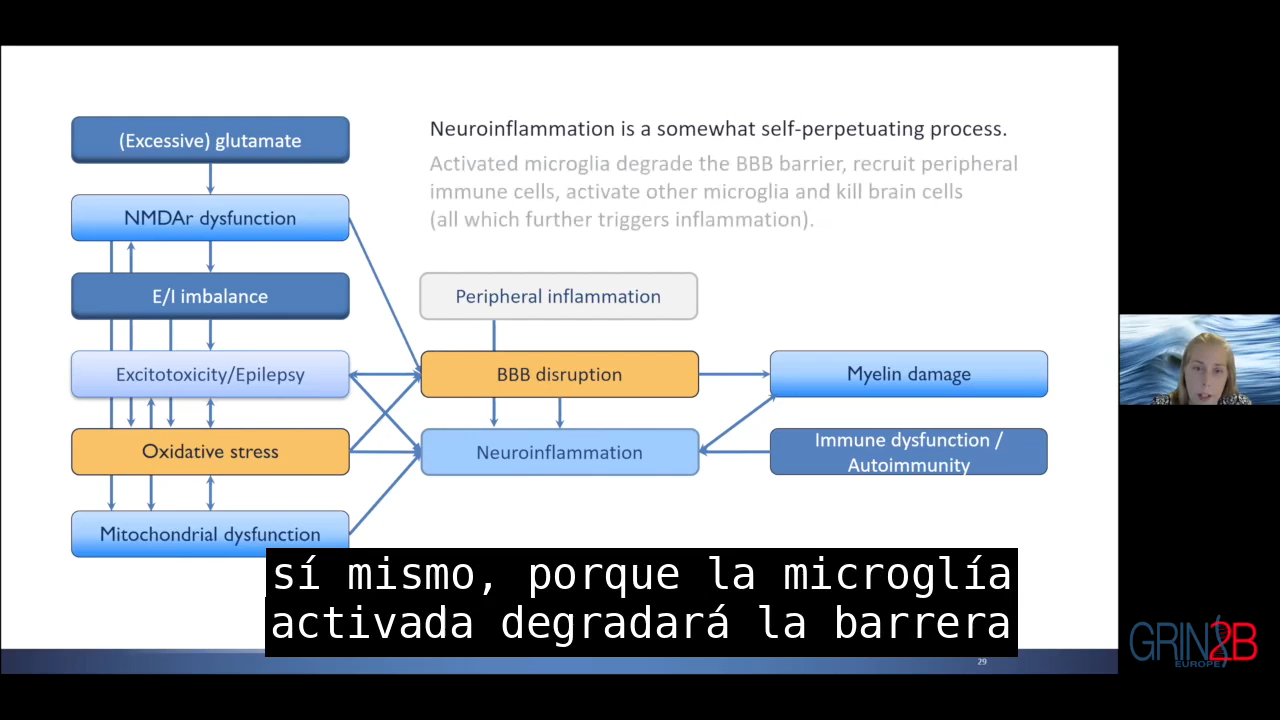 (Excessive) glutamate
NMDAr dysfunction
E/I imbalance
Excitotoxicity/Epilepsy
Oxidative stress
Mitochondrial dysfunction
Neuroinflammation is a somewhat self-perpetuating process.
Activated microglia degrade the BBB barrier, recruit peripheral
immune cells, activate other microglia and kill brain cells
(all which further triggers inflammation).
Peripheral inflammation
BBB disruption
Neuroinflammation
Myelin damage
Immune dysfunction /
Autoimmunity
sí mismo, porque la microglía
activada degradará la barrera
29
GRIN2B
EUROPE